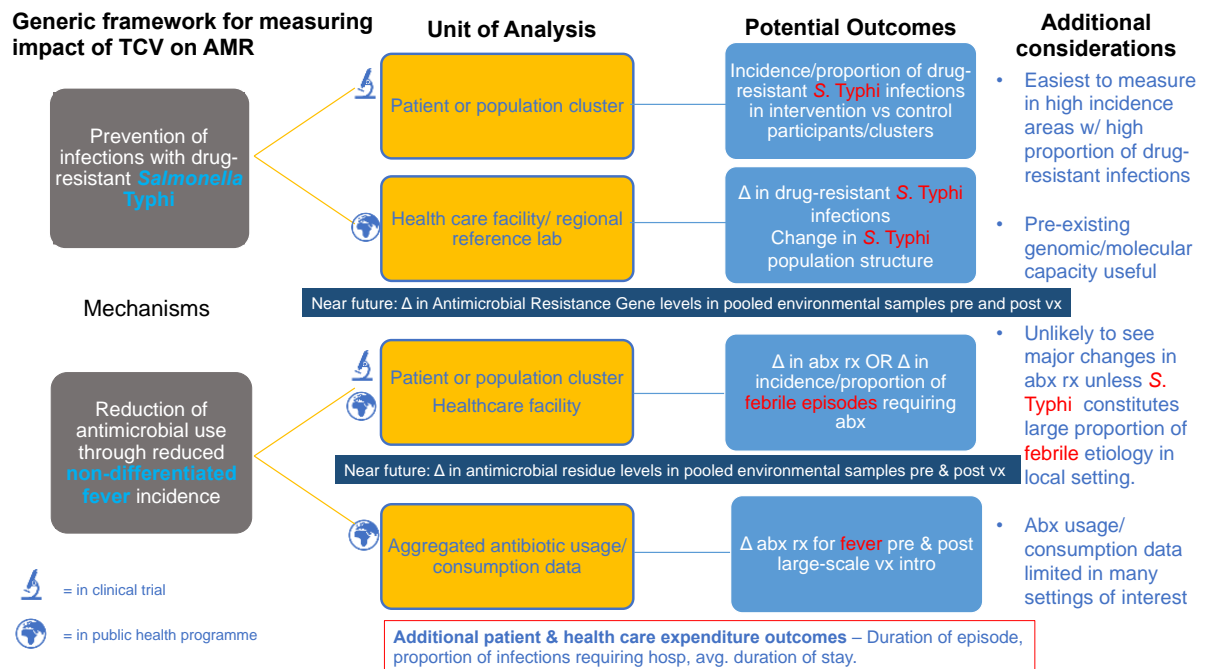 Generic framework for measuring
impact of TCV on AMR
Unit of Analysis
Potential Outcomes
Additional
considerations
Prevention of
infections with drug-
resistant Salmonella
Typhi
Patient or population cluster
Incidence/proportion of drug-
resistant S. Typhi infections
in intervention vs control
participants/clusters
• Easiest to measure
in high incidence
areas w/ high
proportion of drug-
resistant infections
Health care facility/ regional
reference lab
Δ in drug-resistant S. Typhi
infections
Change in S. Typhi
population structure
• Pre-existing
genomic/molecular
capacity useful
Near future: Δ in Antimicrobial Resistance Gene levels in pooled environmental samples pre and post vx
Mechanisms
Reduction of
antimicrobial use
through reduced
non-differentiated
fever incidence
Patient or population cluster
Healthcare facility
Δ in abx rx OR Δ in
incidence/proportion of
febrile episodes requiring
abx
• Unlikely to see
major changes in
abx rx unless S.
Typhi constitutes
large proportion of
febrile etiology in
local setting.
Near future: Δ in antimicrobial residue levels in pooled environmental samples pre & post vx
Aggregated antibiotic usage/
consumption data
Δ abx rx for fever pre & post
large-scale vx intro
• Abx usage/
consumption data
limited in many
settings of interest
= in clinical trial
= in public health programme
Additional patient & health care expenditure outcomes – Duration of episode,
proportion of infections requiring hosp, avg. duration of stay.